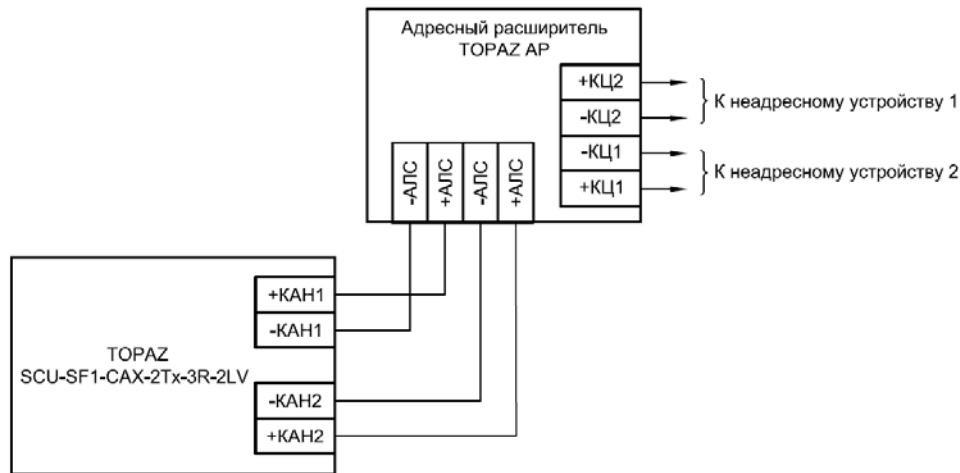 Адресный расширитель
TOPAZ AP
+КЦ2
-КЦ2
-КЦ1
+КЦ1
К неадресному устройству 1
К неадресному устройству 2
-АЛС
+АЛС
-АЛС
+АЛС
TOPAZ
SCU-SF1-CAX-2Tx-3R-2LV
+КАН1
-КАН1
-КАН2
+КАН2